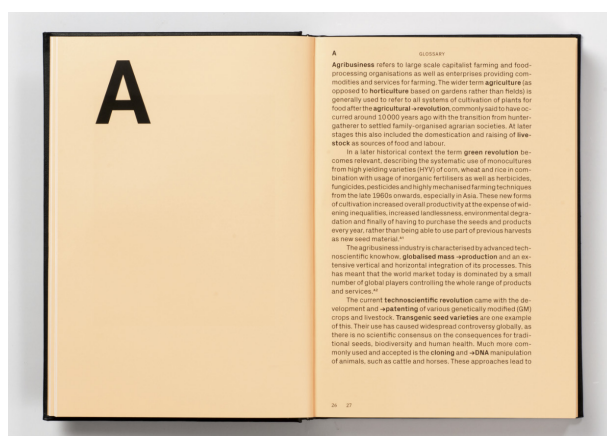 A
A GLOSSARY
Agribusiness refers to large scale capitalist farming and food-
processing organisations as well as enterprises providing com-
modities and services for farming. The wider term agriculture (as
opposed to horticulture based on gardens rather than fields) is
generally used to refer to all systems of cultivation of plants for
food after the agricultural →revolution, commonly said to have oc-
curred around 10 000 years ago with the transition from hunter-
gatherer to settled family-organised agrarian societies. At later
stages this also included the domestication and raising of live-
stock as sources of food and labour.
In a later historical context the term green revolution be-
comes relevant, describing the systematic use of monocultures
from high yielding varieties (HYV) of corn, wheat and rice in com-
bination with usage of inorganic fertilisers as well as herbicides,
fungicides, pesticides and highly mechanised farming techniques
from the late 1960s onwards, especially in Asia. These new forms
of cultivation increased overall productivity at the expense of wid-
ening inequalities, increased landlessness, environmental degra-
dation and finally of having to purchase the seeds and products
every year, rather than being able to use part of previous harvests
as new seed material.
The agribusiness industry is characterised by advanced tech-
noscientific knowhow, globalised mass →production and an ex-
tensive vertical and horizontal integration of its processes. This
has meant that the world market today is dominated by a small
number of global players controlling the whole range of products
and services.
The current technoscientific revolution came with the de-
velopment and →patenting of various genetically modified (GM)
crops and livestock. Transgenic seed varieties are one example
of this. Their use has caused widespread controversy globally, as
there is no scientific consensus on the consequences for tradi-
tional seeds, biodiversity and human health. Much more com-
monly used and accepted is the cloning and →DNA manipulation
of animals, such as cattle and horses. These approaches lead to
26 27